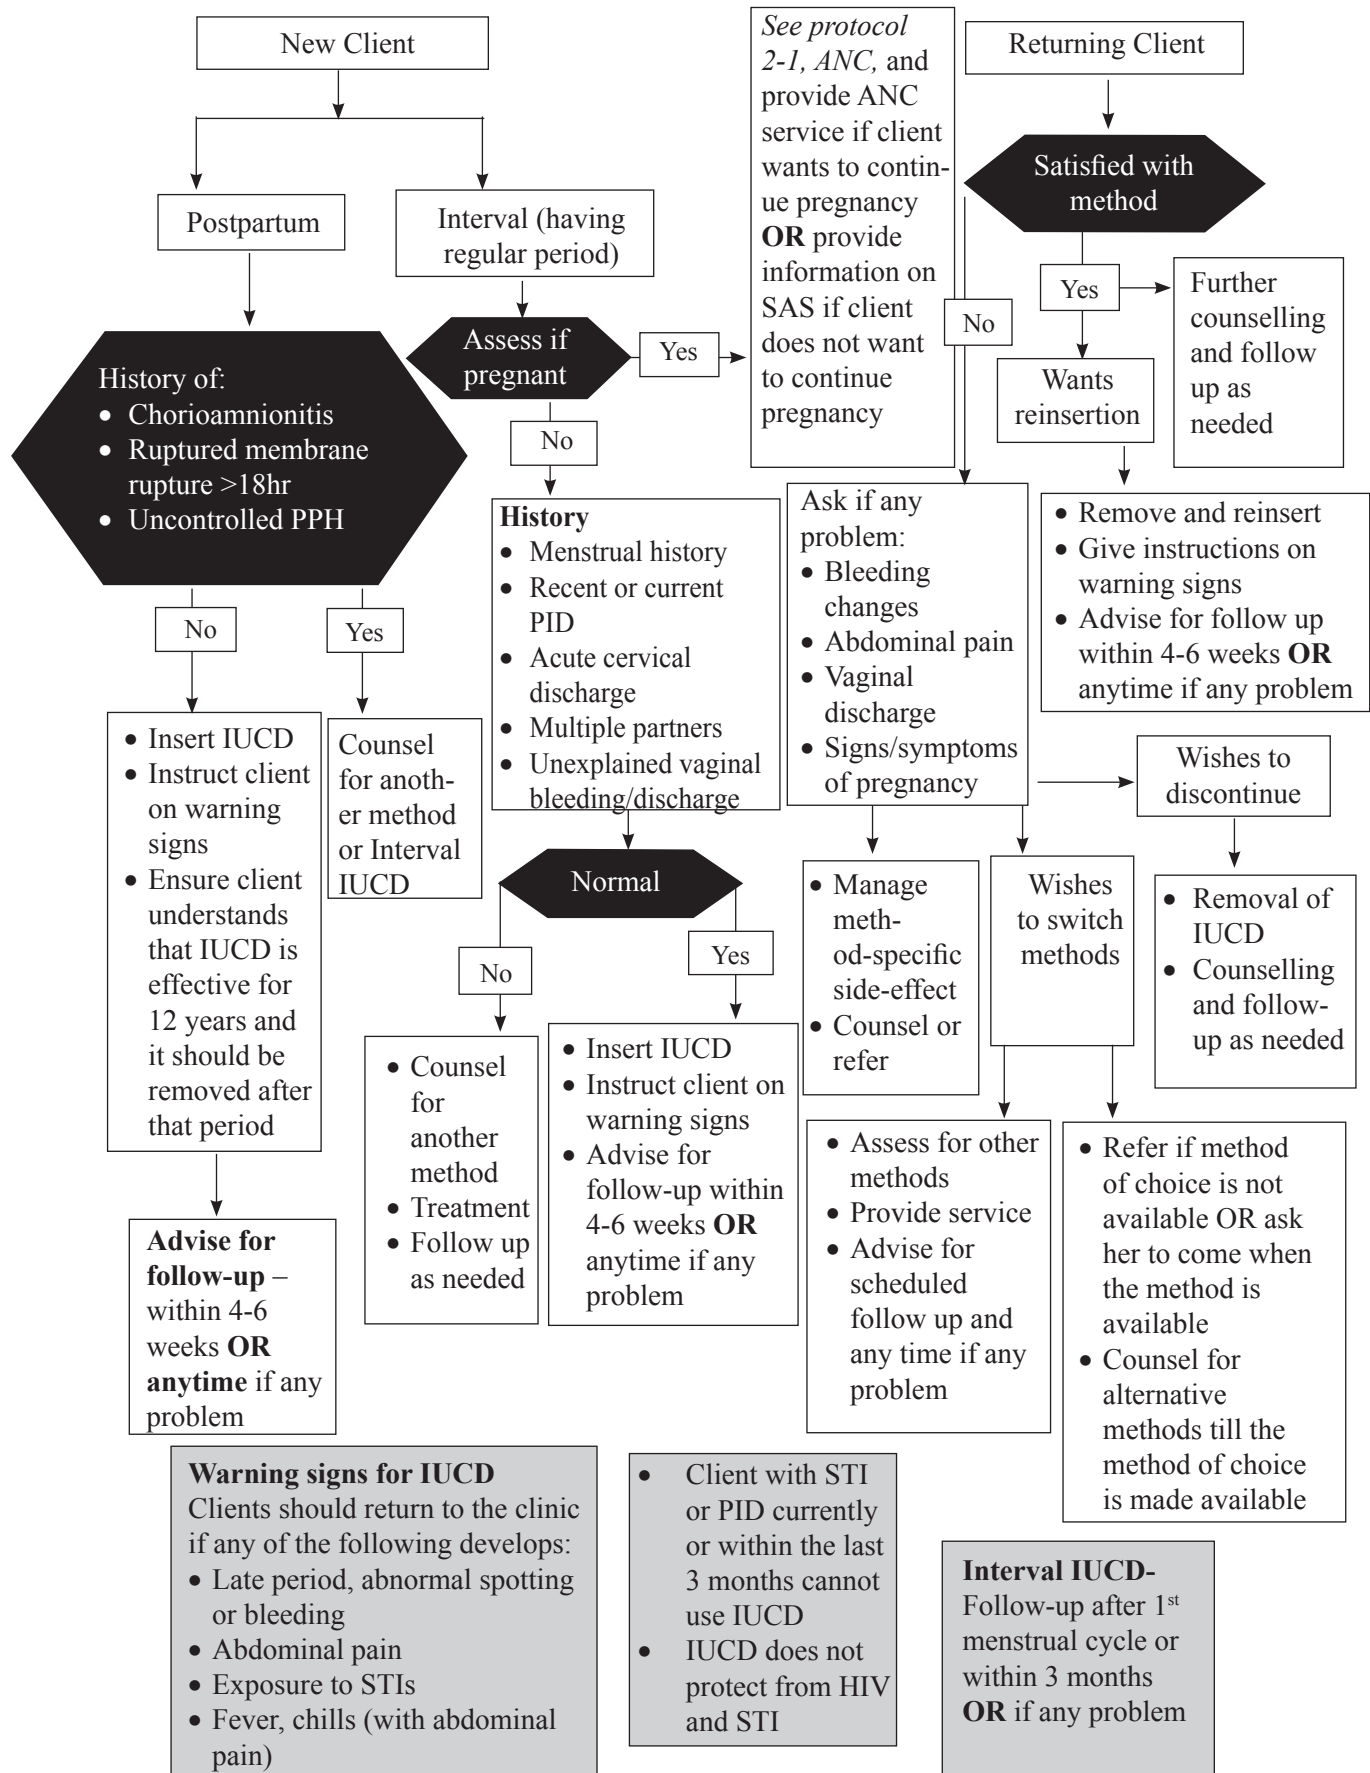 New Client
Postpartum
Interval (having
regular period)
History of:
• Chorioamnionitis
• Ruptured membrane
rupture >18hr
• Uncontrolled PPH
Assess if
pregnant
Yes
No
See protocol
2-1, ANC, and
provide ANC
service if client
wants to contin-
ue pregnancy
OR provide
information on
SAS if client
does not want
to continue
pregnancy
No
Yes
• Insert IUCD
• Instruct client
on warning
signs
• Ensure client
understands
that IUCD is
effective for
12 years and
it should be
removed after
that period
Advise for
follow-up –
within 4-6
weeks OR
anytime if any
problem
Counsel
for anoth-
er method
or Interval
IUCD
History
• Menstrual history
• Recent or current
PID
• Acute cervical
discharge
• Multiple partners
• Unexplained vaginal
bleeding/discharge
Normal
No
Yes
• Counsel
for
another
method
• Treatment
• Follow up
as needed
• Insert IUCD
• Instruct client on
warning signs
• Advise for
follow-up within
4-6 weeks OR
anytime if any
problem
Returning Client
Satisfied with
method
Yes
No
Further
counselling
and follow
up as
needed
Wants
reinsertion
• Remove and reinsert
• Give instructions on
warning signs
• Advise for follow up
within 4-6 weeks OR
anytime if any problem
Ask if any
problem:
• Bleeding
changes
• Abdominal pain
• Vaginal
discharge
• Signs/symptoms
of pregnancy
Wishes to
discontinue
• Manage
meth-
od-specific
side-effect
• Counsel or
refer
Wishes
to switch
methods
• Removal of
IUCD
• Counselling
and follow-
up as needed
• Assess for other
methods
• Provide service
• Advise for
scheduled
follow up and
any time if any
problem
• Refer if method
of choice is not
available OR ask
her to come when
the method is
available
• Counsel for
alternative
methods till the
method of choice
is made available
Warning signs for IUCD
Clients should return to the clinic
if any of the following develops:
• Late period, abnormal spotting
or bleeding
• Abdominal pain
• Exposure to STIs
• Fever, chills (with abdominal
pain)
• Client with STI
or PID currently
or within the last
3 months cannot
use IUCD
• IUCD does not
protect from HIV
and STI
Interval IUCD-
Follow-up after 1st
menstrual cycle or
within 3 months
OR if any problem